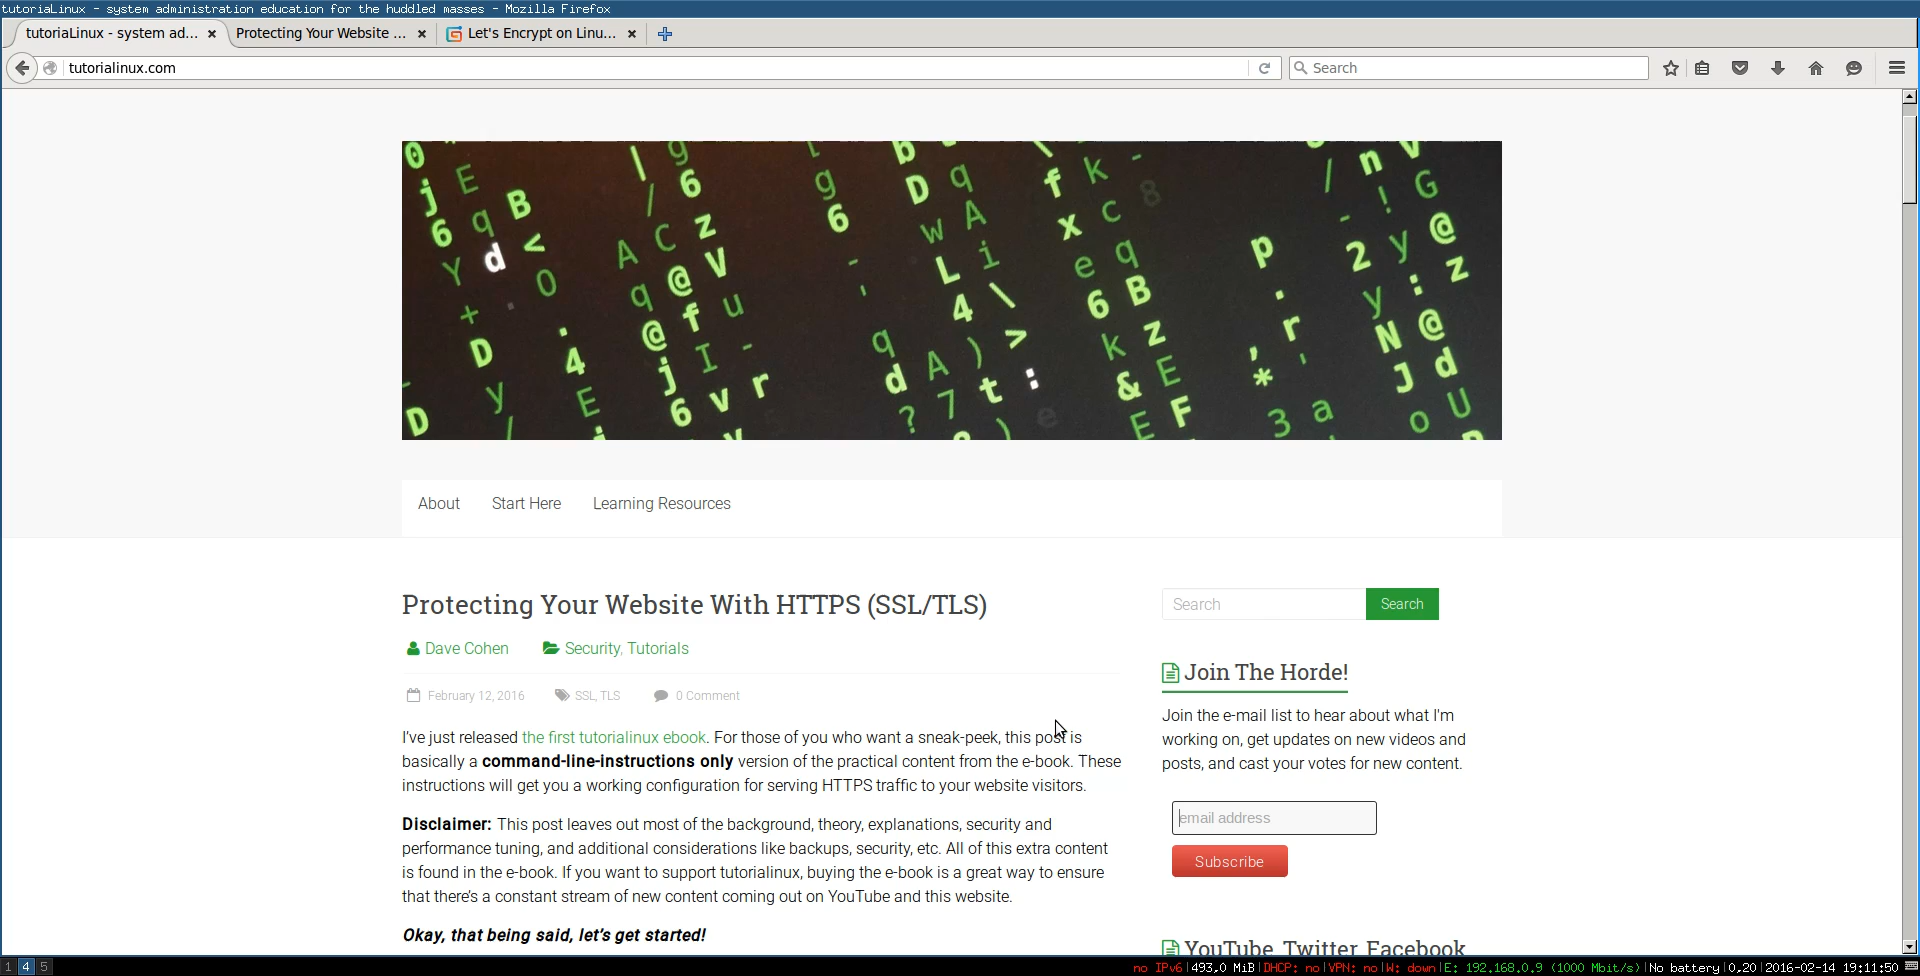 tutoriaLinux - system administration education for the huddled masses - Mozilla Firefox
tutoriaLinux - system ad... Protecting Your Website ... Let's Encrypt on Linu...
tutorialinux.com Search
About Start Here Learning Resources
Protecting Your Website With HTTPS (SSL/TLS)
Dave Cohen Security, Tutorials
February 12, 2016 SSL, TLS 0 Comment
I've just released the first tutorialinux ebook. For those of you who want a sneak-peek, this post is
basically a command-line-instructions only version of the practical content from the e-book. These
instructions will get you a working configuration for serving HTTPS traffic to your website visitors.
Disclaimer: This post leaves out most of the background, theory, explanations, security and
performance tuning, and additional considerations like backups, security, etc. All of this extra content
is found in the e-book. If you want to support tutorialinux, buying the e-book is a great way to ensure
that there's a constant stream of new content coming out on YouTube and this website.
Okay, that being said, let's get started!
Search Search
Join The Horde!
Join the e-mail list to hear about what I'm
working on, get updates on new videos and
posts, and cast your votes for new content.
email address
Subscribe
YouTube, Twitter, Facebook
1 4 5 no IPv6|493,0 MiB|DHCP: no|VPN: no|W: down|E: 192.168.0.9 (1000 Mbit/s)|No battery|0,20|2016-02-14 19:11:50